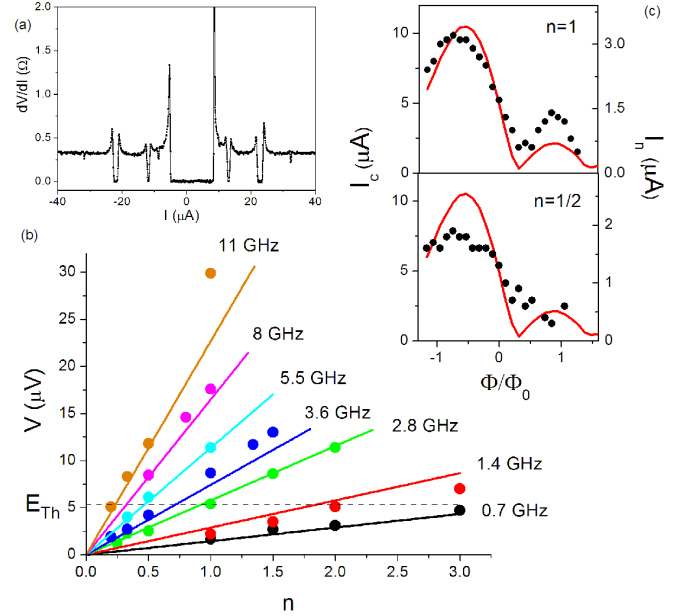 (a)
dV/dI (Ω)
2.0
1.5
1.0
0.5
0.0
-40 -20 0 20 40
I (μA)
(b)
V (μV)
30
25
20
15
10
5
0
E_Th
11 GHz
8 GHz
5.5 GHz
3.6 GHz
2.8 GHz
1.4 GHz
0.7 GHz
0.0 0.5 1.0 1.5 2.0 2.5 3.0
n
(c)
n=1
10
5
0
3.0
1.5
0.0
I_c (μA)
I_n (μA)
n=1/2
10
5
0
2
1
0
-1 0 1
Φ/Φ_0